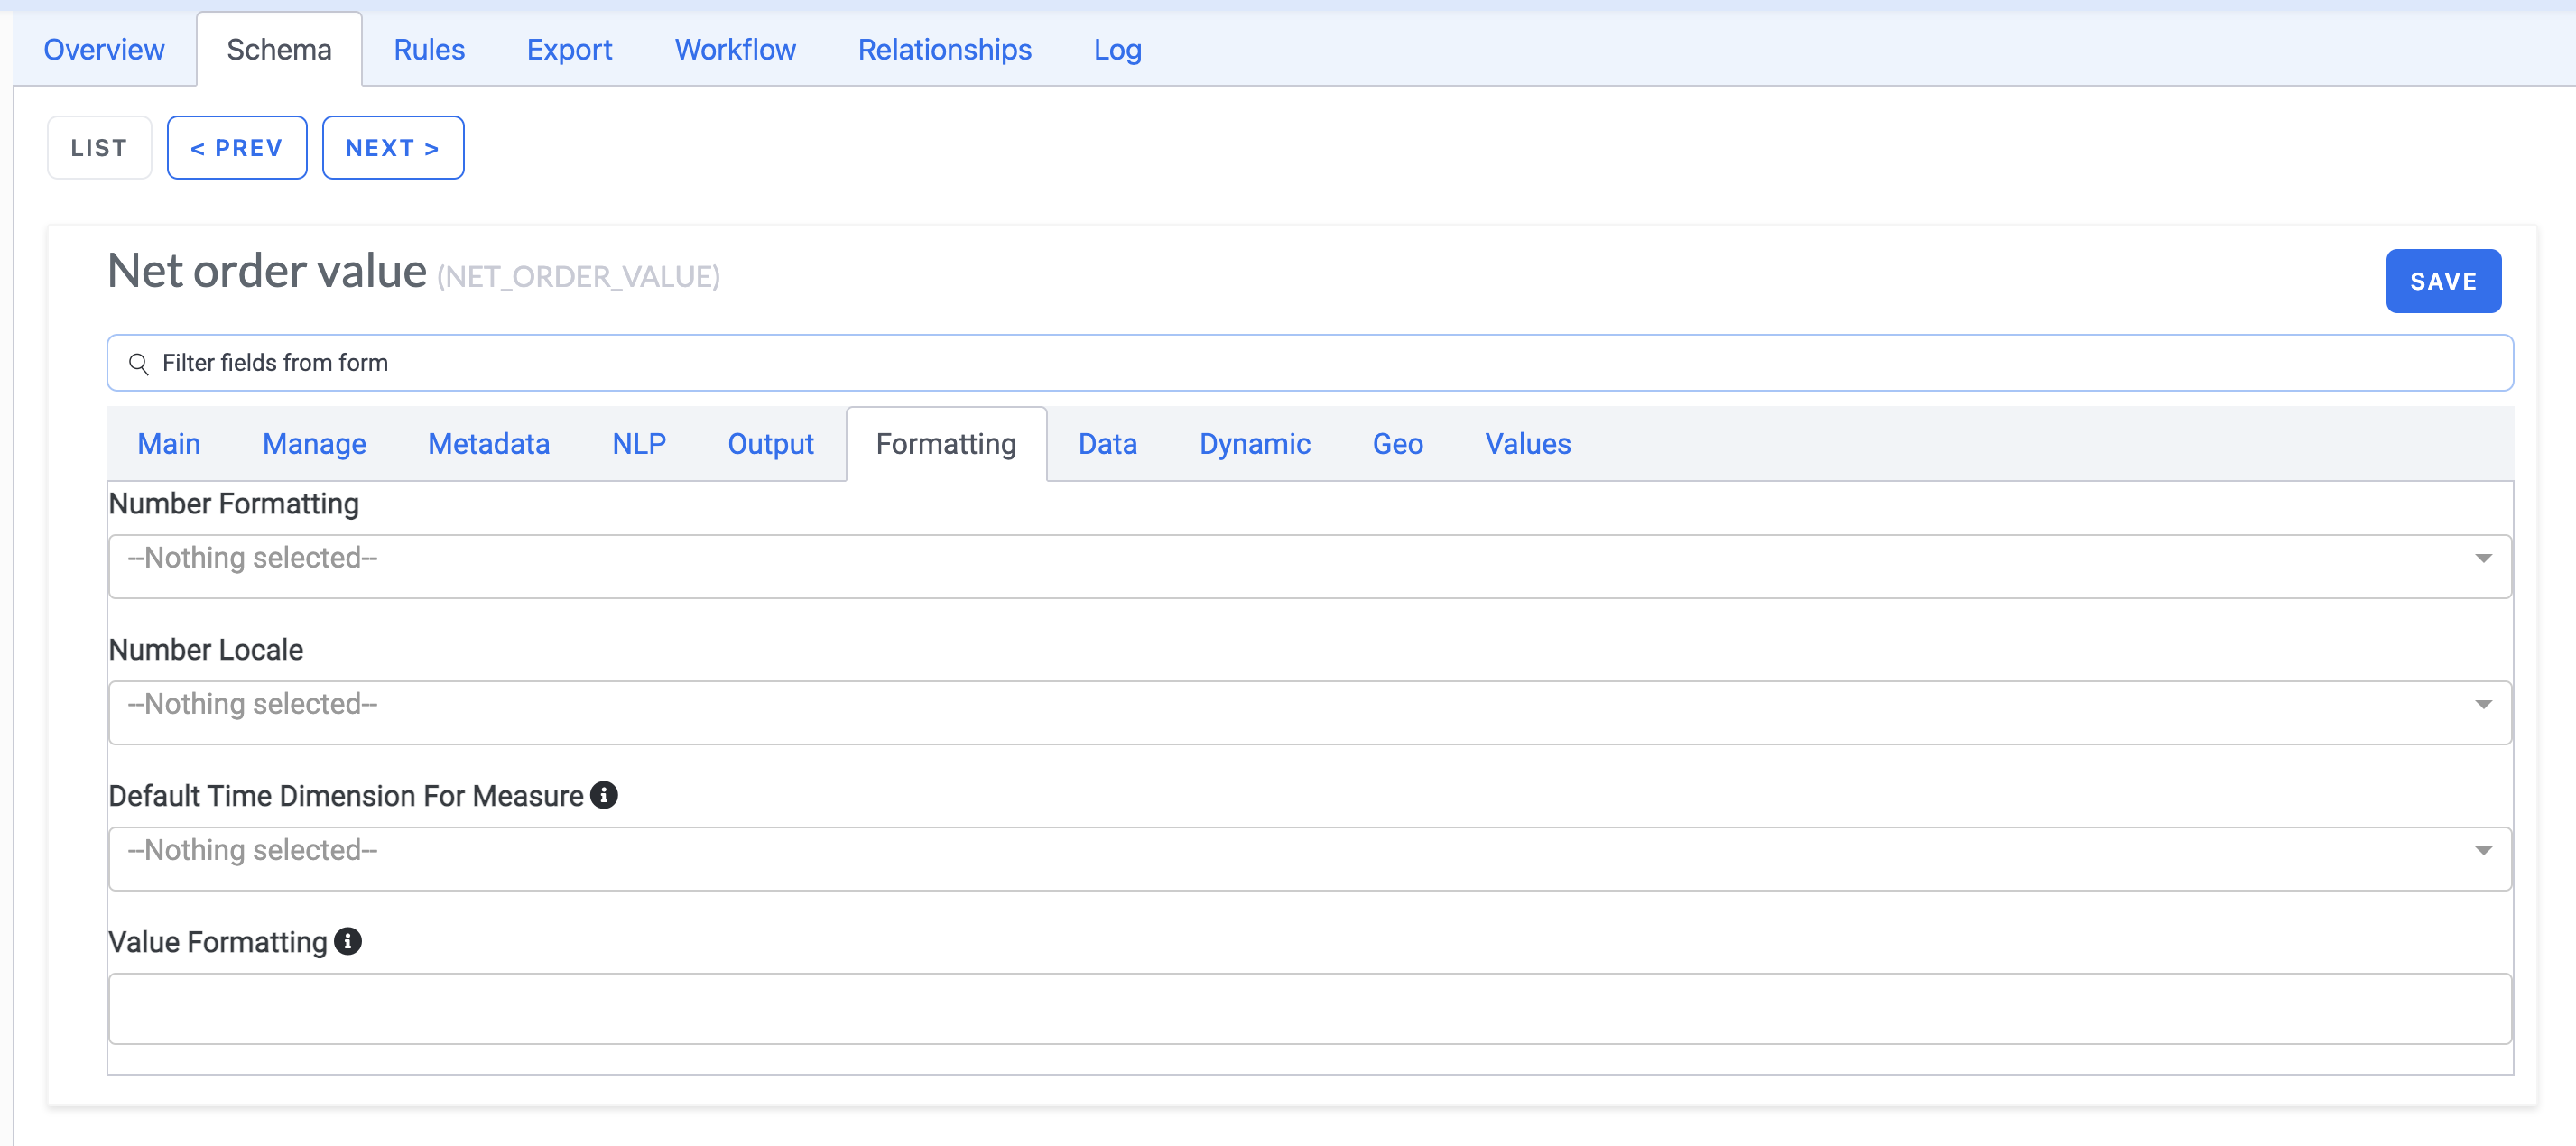 Overview Schema Rules Export Workflow Relationships Log
LIST < PREV NEXT >
Net order value (NET_ORDER_VALUE)
SAVE
Filter fields from form
Main Manage Metadata NLP Output Formatting Data Dynamic Geo Values
Number Formatting
--Nothing selected--
Number Locale
--Nothing selected--
Default Time Dimension For Measure
--Nothing selected--
Value Formatting